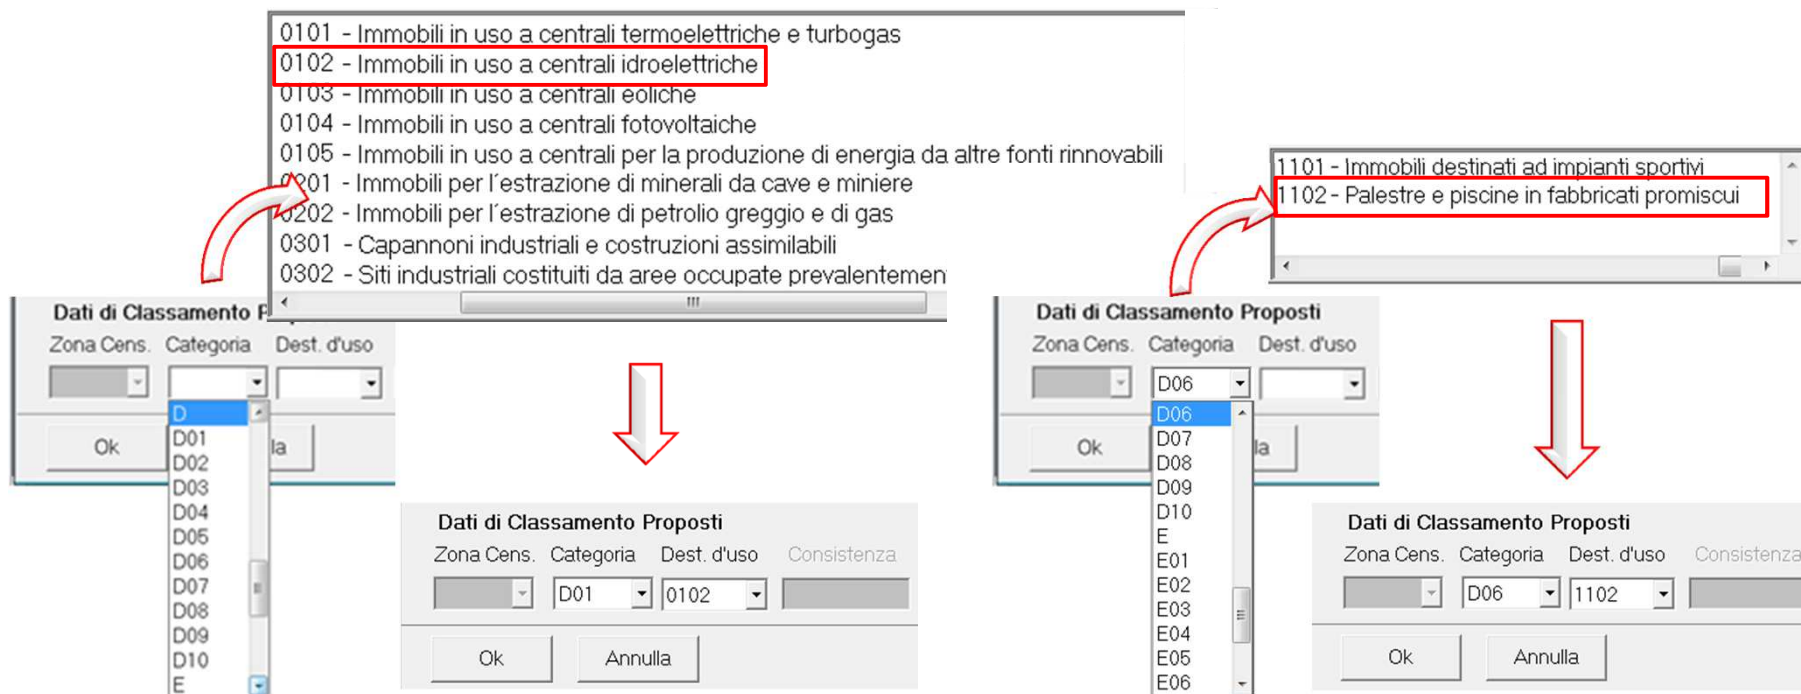 0101 - Immobili in uso a centrali termoelettriche e turbogas
0102 - Immobili in uso a centrali idroelettriche
0103 - Immobili in uso a centrali eoliche
0104 - Immobili in uso a centrali fotovoltaiche
0105 - Immobili in uso a centrali per la produzione di energia da altre fonti rinnovabili
0201 - Immobili per l´estrazione di minerali da cave e miniere
0202 - Immobili per l´estrazione di petrolio greggio e di gas
0301 - Capannoni industriali e costruzioni assimilabili
0302 - Siti industriali costituiti da aree occupate prevalentemen
Dati di Classamento P
Zona Cens. Categoria Dest. d'uso
D
D01
D02
D03
D04
D05
D06
D07
D08
D09
D10
E
Ok
la
Dati di Classamento Proposti
Zona Cens. Categoria Dest. d'uso Consistenza
D01 0102
Ok Annulla
1101 - Immobili destinati ad impianti sportivi
1102 - Palestre e piscine in fabbricati promiscui
Dati di Classamento Proposti
Zona Cens. Categoria Dest. d'uso
D06
D06
D07
D08
D09
D10
E
E01
E02
E03
E04
E05
E06
Ok
la
Dati di Classamento Proposti
Zona Cens. Categoria Dest. d'uso Consistenza
D06 1102
Ok Annulla